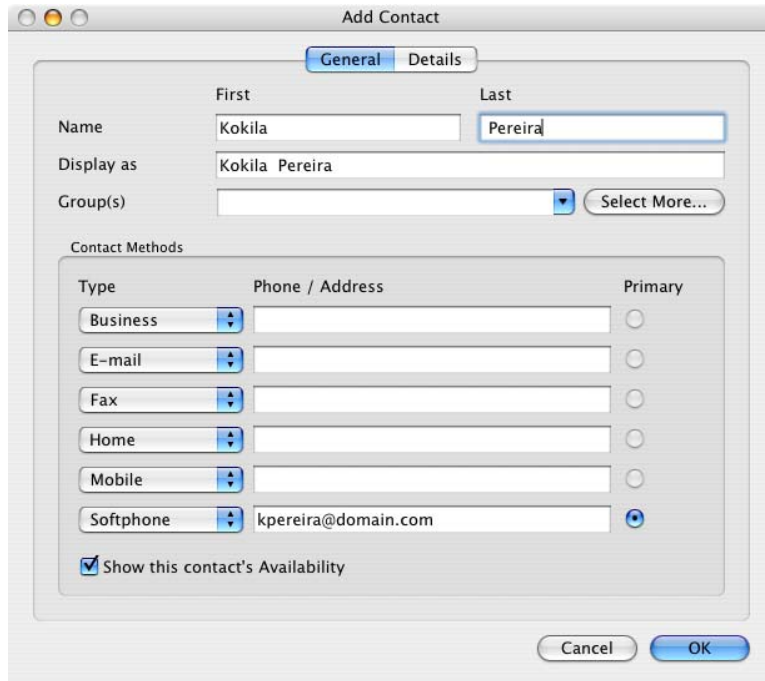 Add Contact
General Details
First Last
Name Kokila Pereira
Display as Kokila Pereira
Group(s) Select More...
Contact Methods
Type Phone / Address Primary
Business
E-mail
Fax
Home
Mobile
Softphone kpereira@domain.com
Show this contact's Availability
Cancel OK